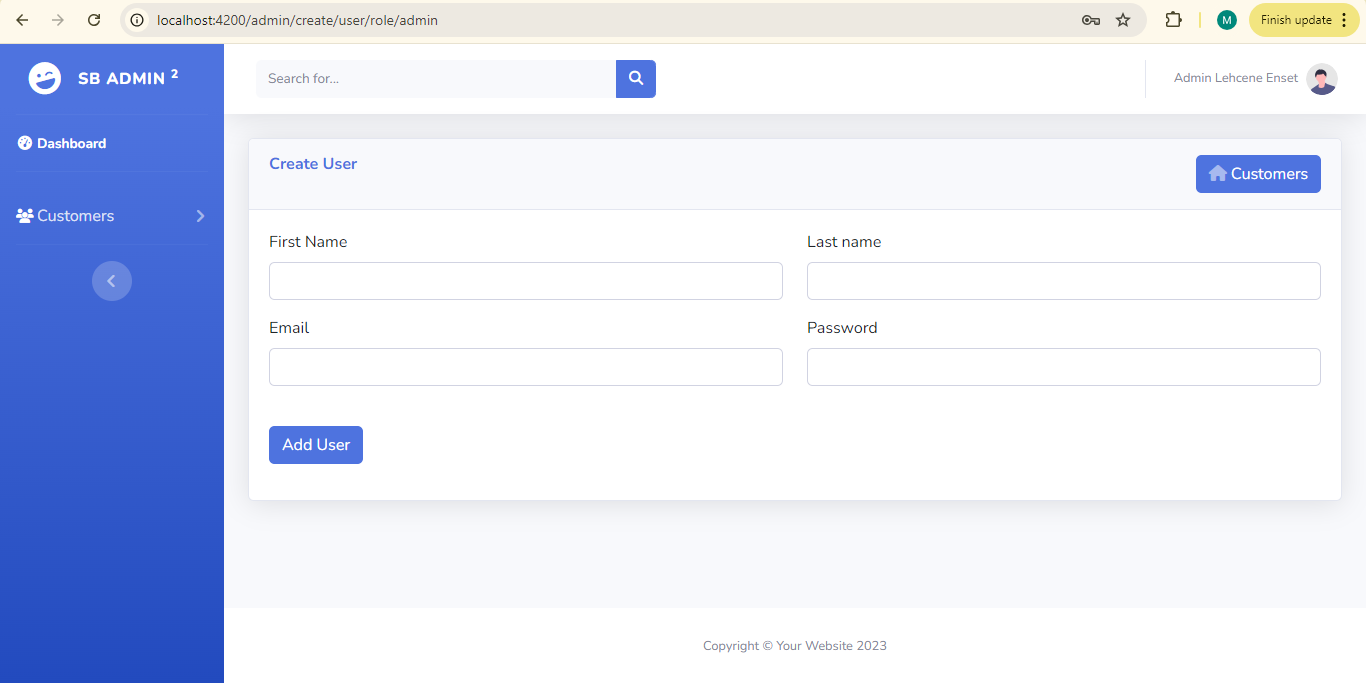 localhost:4200/admin/create/user/role/admin
M
Finish update
SB ADMIN 2
Search for...
Admin Lehcene Enset
Dashboard
Customers
Create User
Customers
First Name
Last name
Email
Password
Add User
Copyright © Your Website 2023